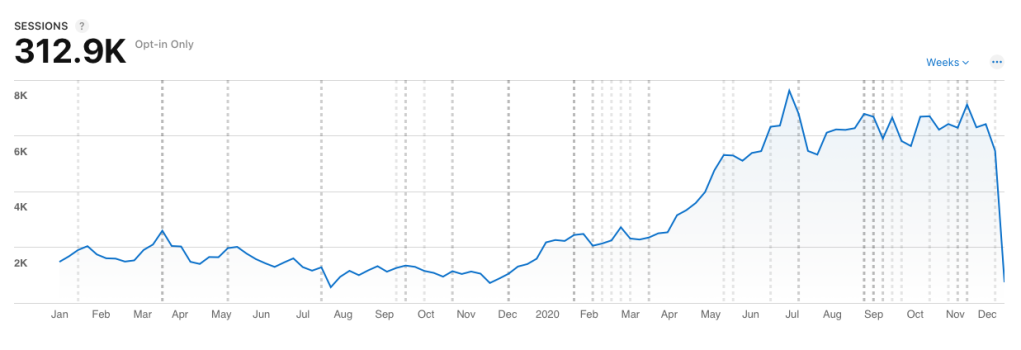 SESSIONS ?
312.9K Opt-in Only
Weeks
8K
6K
4K
2K
Jan Feb Mar Apr May Jun Jul Aug Sep Oct Nov Dec 2020 Feb Mar Apr May Jun Jul Aug Sep Oct Nov Dec